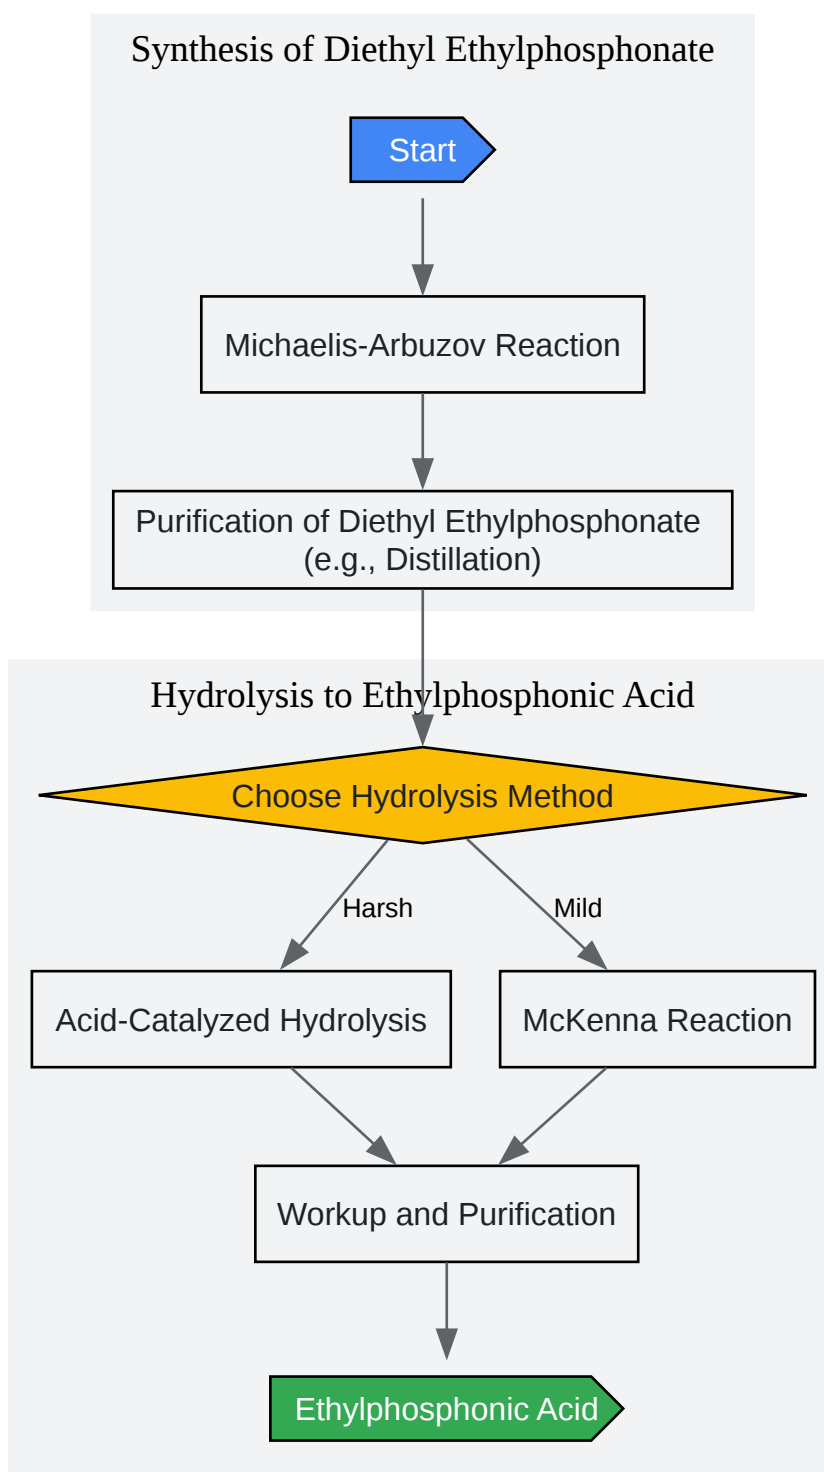 Synthesis of Diethyl Ethylphosphonate
Start
Michaelis-Arbuzov Reaction
Purification of Diethyl Ethylphosphonate
(e.g., Distillation)
Hydrolysis to Ethylphosphonic Acid
Choose Hydrolysis Method
Harsh
Mild
Acid-Catalyzed Hydrolysis
McKenna Reaction
Workup and Purification
Ethylphosphonic Acid